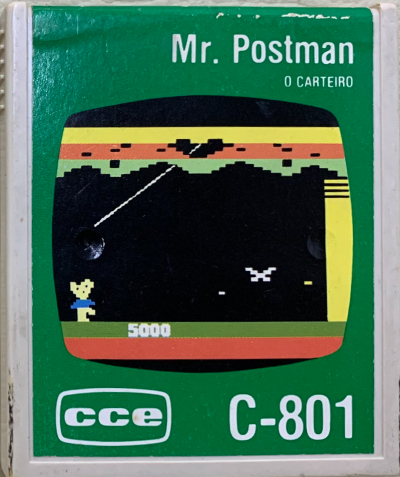 Mr. Postman
O CARTEIRO
5000
cce
C-801